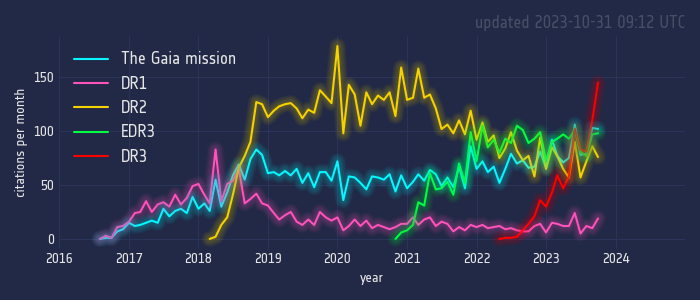 updated 2023-10-31 09:12 UTC
The Gaia mission
DR1
DR2
EDR3
DR3
citations per month
150
100
50
0
2016 2017 2018 2019 2020 2021 2022 2023 2024
year